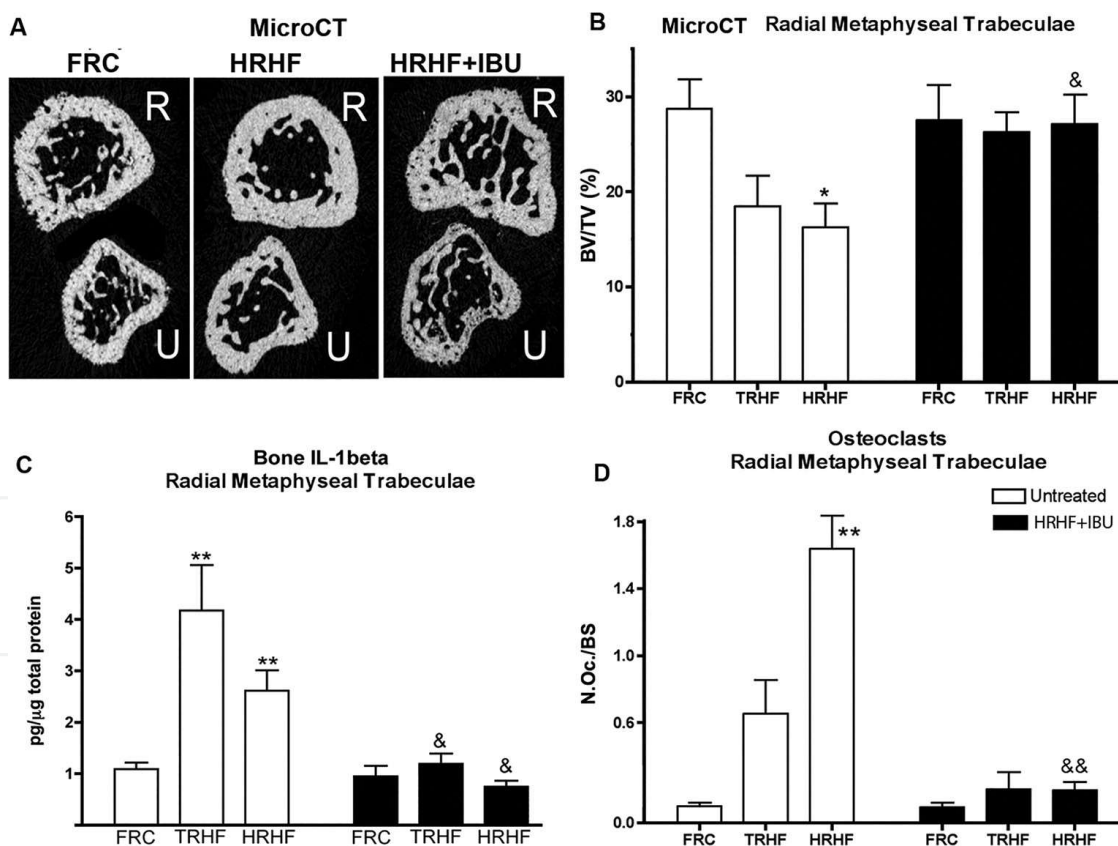 A
MicroCT
FRC
HRHF
HRHF+IBU
R
R
R
U
U
U
B
MicroCT Radial Metaphyseal Trabeculae
BV/TV (%)
30
20
10
0
*
&
FRC TRHF HRHF FRC TRHF HRHF
C
Bone IL-1beta
Radial Metaphyseal Trabeculae
pg/µg total protein
6
5
4
3
2
1
**
**
&
&
FRC TRHF HRHF FRC TRHF HRHF
D
Osteoclasts
Radial Metaphyseal Trabeculae
Untreated
HRHF+IBU
N.Oc./BS
1.8
1.4
1.0
0.6
0.0
**
&&
FRC TRHF HRHF FRC TRHF HRHF